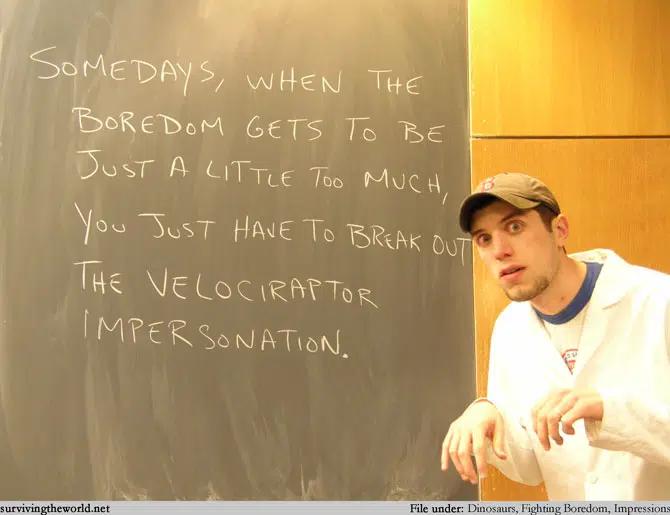 SOMEDAYS, WHEN THE
BOREDOM GETS TO BE
JUST A LITTLE TOO MUCH,
YOU JUST HAVE TO BREAK OUT
THE VELOCIRAPTOR
IMPERSONATION.
survivingtheworld.net File under: Dinosaurs, Fighting Boredom, Impressions